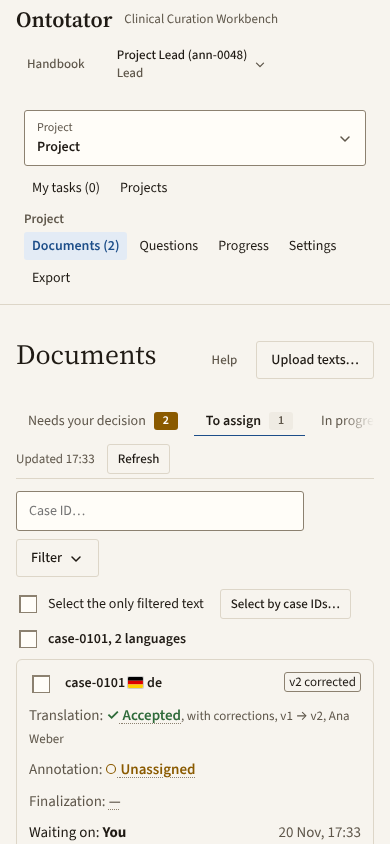 Ontotator Clinical Curation Workbench
Handbook
Project Lead (ann-0048)
Lead
Project
Project
My tasks (0) Projects
Project
Documents (2) Questions Progress Settings
Export
Documents Help Upload texts…
Needs your decision 2 To assign 1 In progre
Updated 17:33 Refresh
Case ID…
Filter
Select the only filtered text Select by case IDs…
case-0101, 2 languages
case-0101 de v2 corrected
Translation: ✓ Accepted, with corrections, v1 → v2, Ana
Weber
Annotation: Unassigned
Finalization: —
Waiting on: You 20 Nov, 17:33